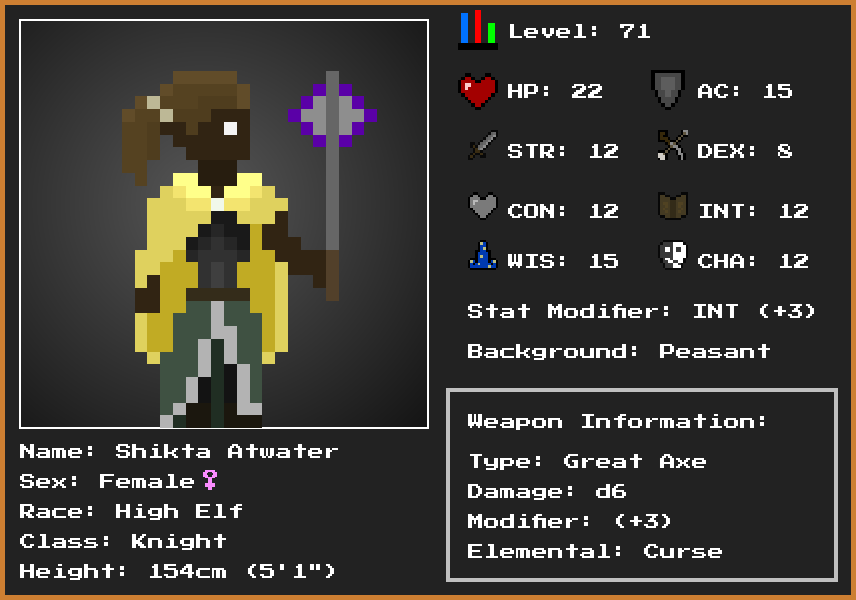 Level: 71
HP: 22
AC: 15
STR: 12
DEX: 8
CON: 12
INT: 12
WIS: 15
CHA: 12
Stat Modifier: INT (+3)
Background: Peasant
Weapon Information:
Type: Great Axe
Damage: d6
Modifier: (+3)
Elemental: Curse
Name: Shikta Atwater
Sex: Female♀
Race: High Elf
Class: Knight
Height: 154cm (5'1")